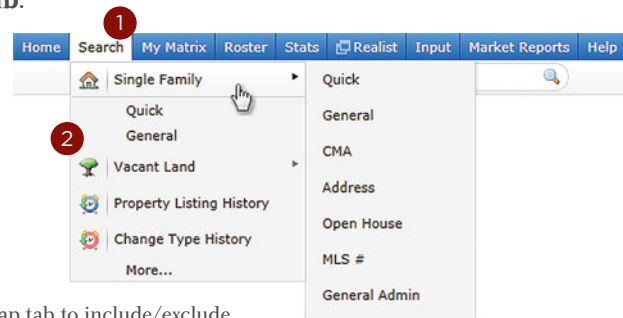 b.
1
Home Search My Matrix Roster Stats Realist Input Market Reports Help
Single Family
Quick
General
2
Vacant Land
Property Listing History
Change Type History
More...
Quick
General
CMA
Address
Open House
MLS #
General Admin
ap tab to include/exclude